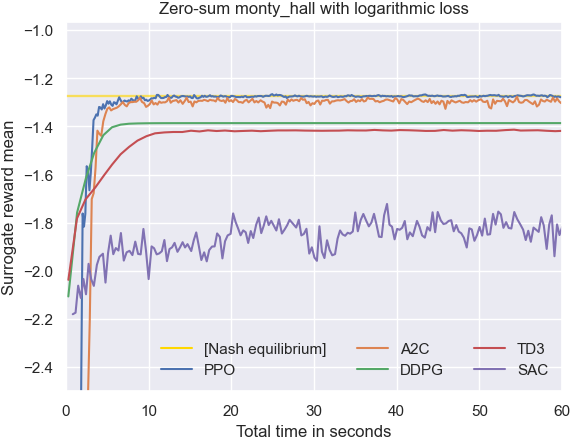 Zero-sum monty_hall with logarithmic loss
Surrogate reward mean
−1.0
−1.2
−1.4
−1.6
−1.8
−2.0
−2.2
−2.4
[Nash equilibrium]
PPO
A2C
DDPG
TD3
SAC
0 10 20 30 40 50 60
Total time in seconds